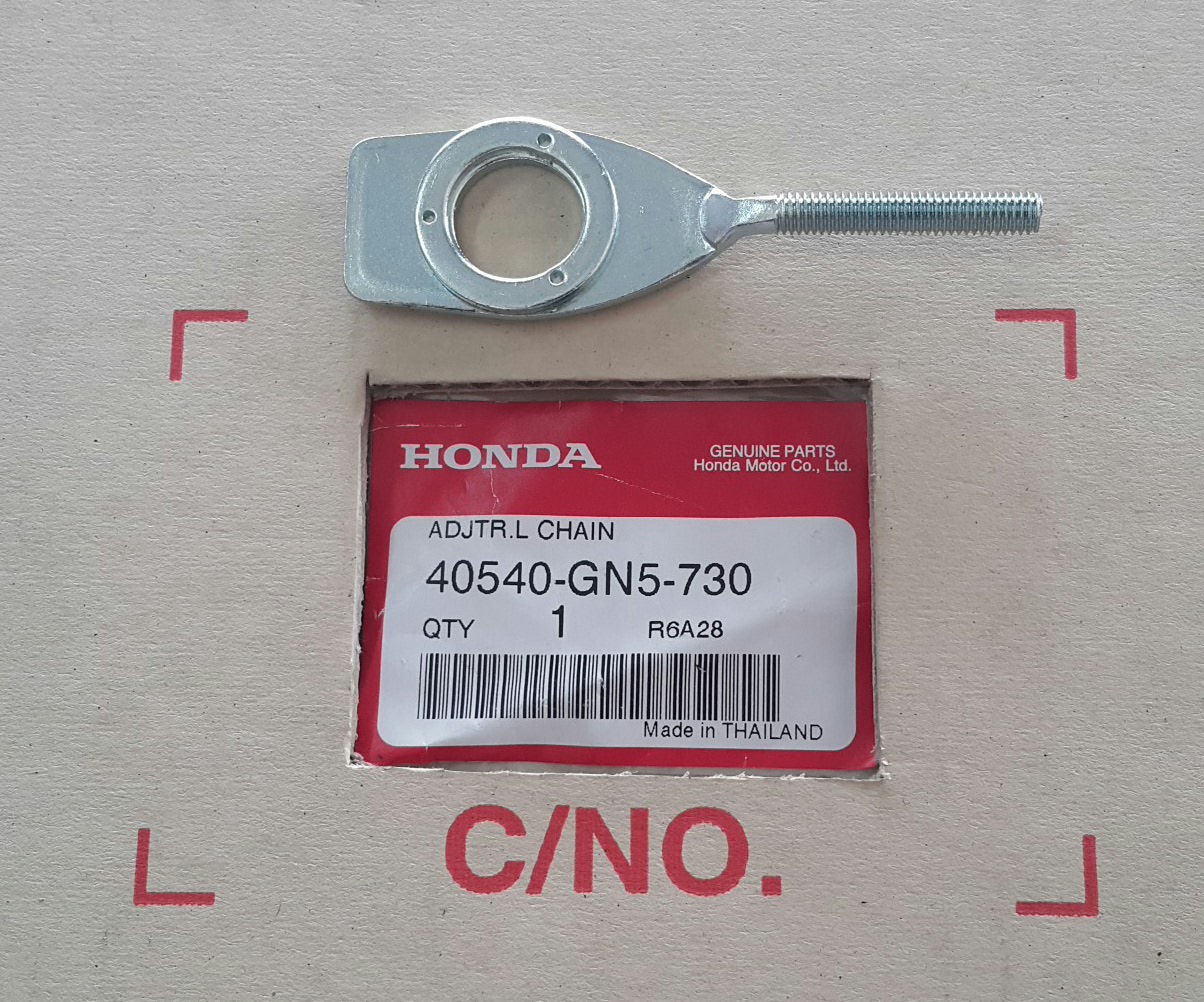 HONDA
GENUINE PARTS
Honda Motor Co., Ltd.
ADJTR.L CHAIN
40540-GN5-730
QTY 1 R6A28
Made in THAILAND
C/NO.